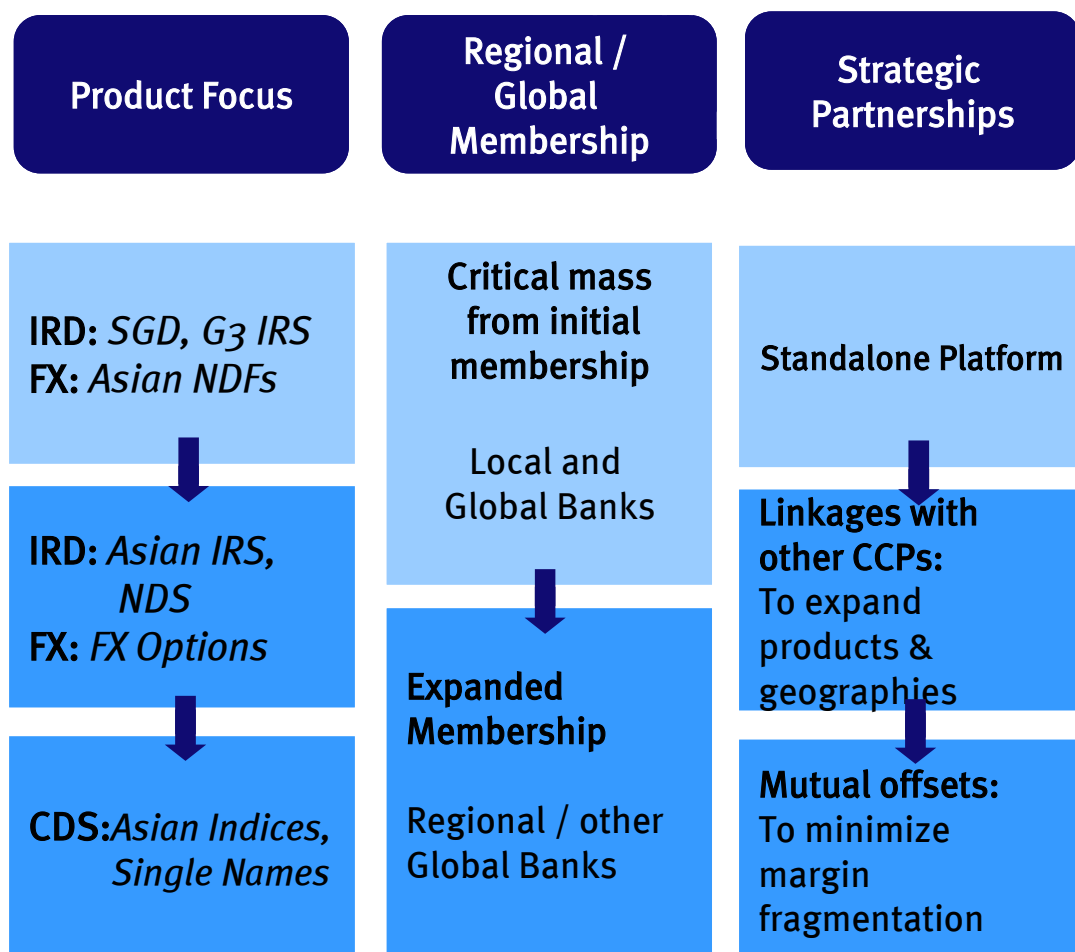 Product Focus
Regional /
Global
Membership
Strategic
Partnerships
IRD: SGD, G3 IRS
FX: Asian NDFs
IRD: Asian IRS,
NDS
FX: FX Options
CDS:Asian Indices,
Single Names
Critical mass
from initial
membership
Local and
Global Banks
Expanded
Membership
Regional / other
Global Banks
Standalone Platform
Linkages with
other CCPs:
To expand
products &
geographies
Mutual offsets:
To minimize
margin
fragmentation